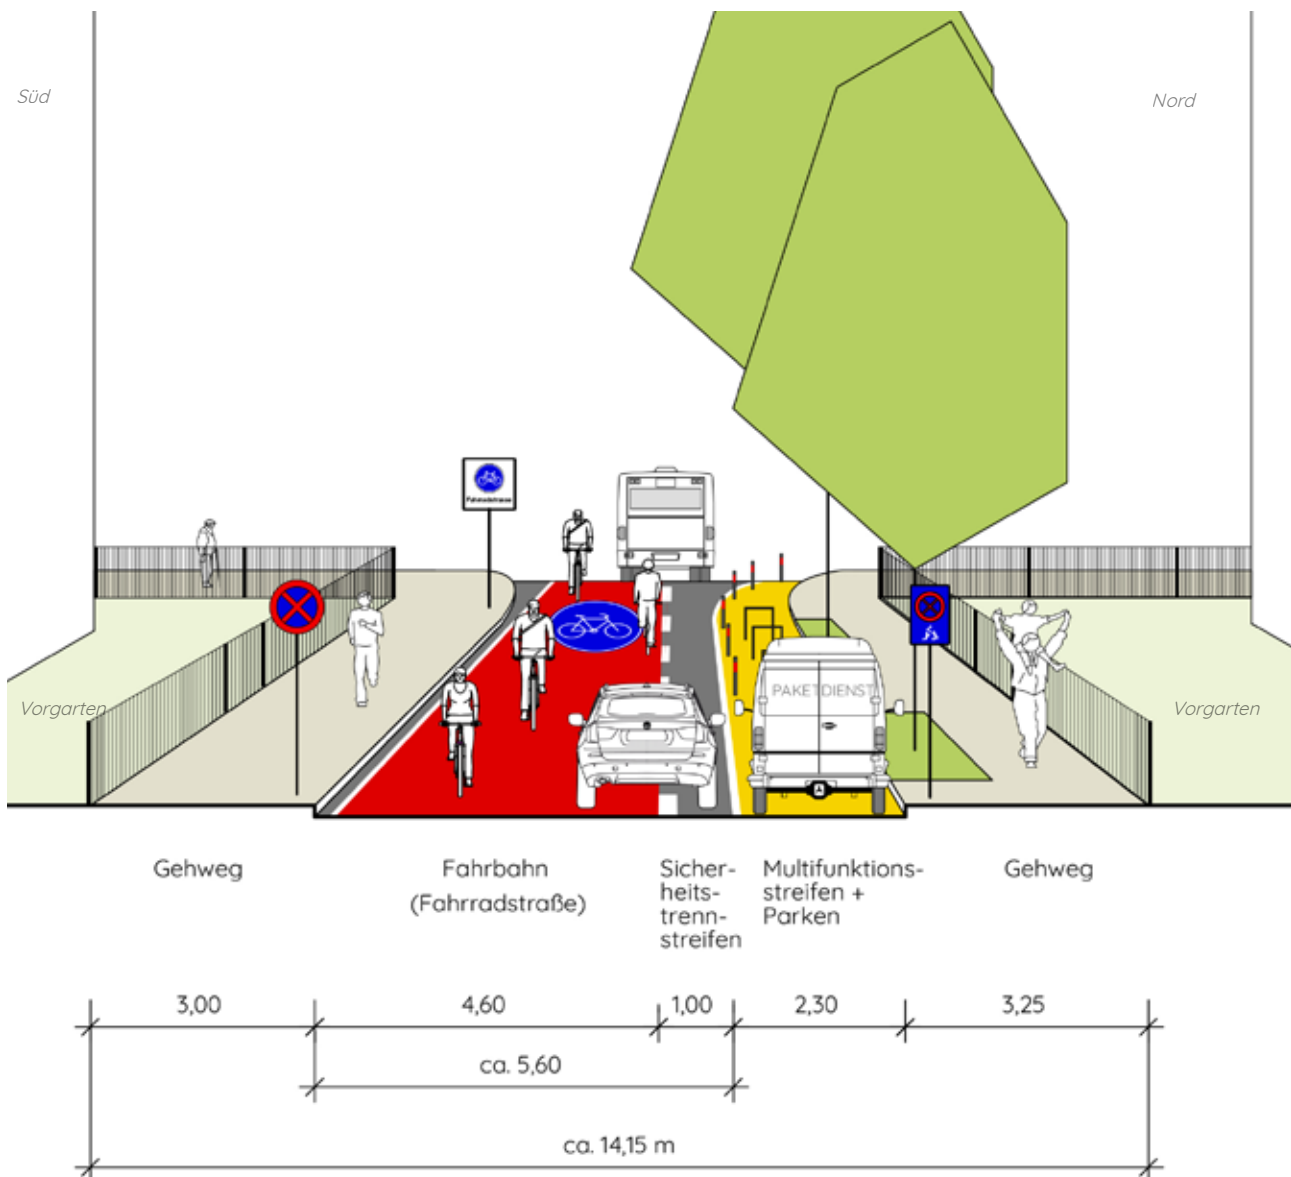 Süd
Nord
Fahrradstrasse
Vorgarten
PAKETDIENST
Vorgarten
Gehweg
Fahrbahn
(Fahrradstraße)
Sicher-
heits-
trenn-
streifen
Multifunktions-
streifen +
Parken
Gehweg
3,00
4,60
1,00
2,30
3,25
ca. 5,60
ca. 14,15 m